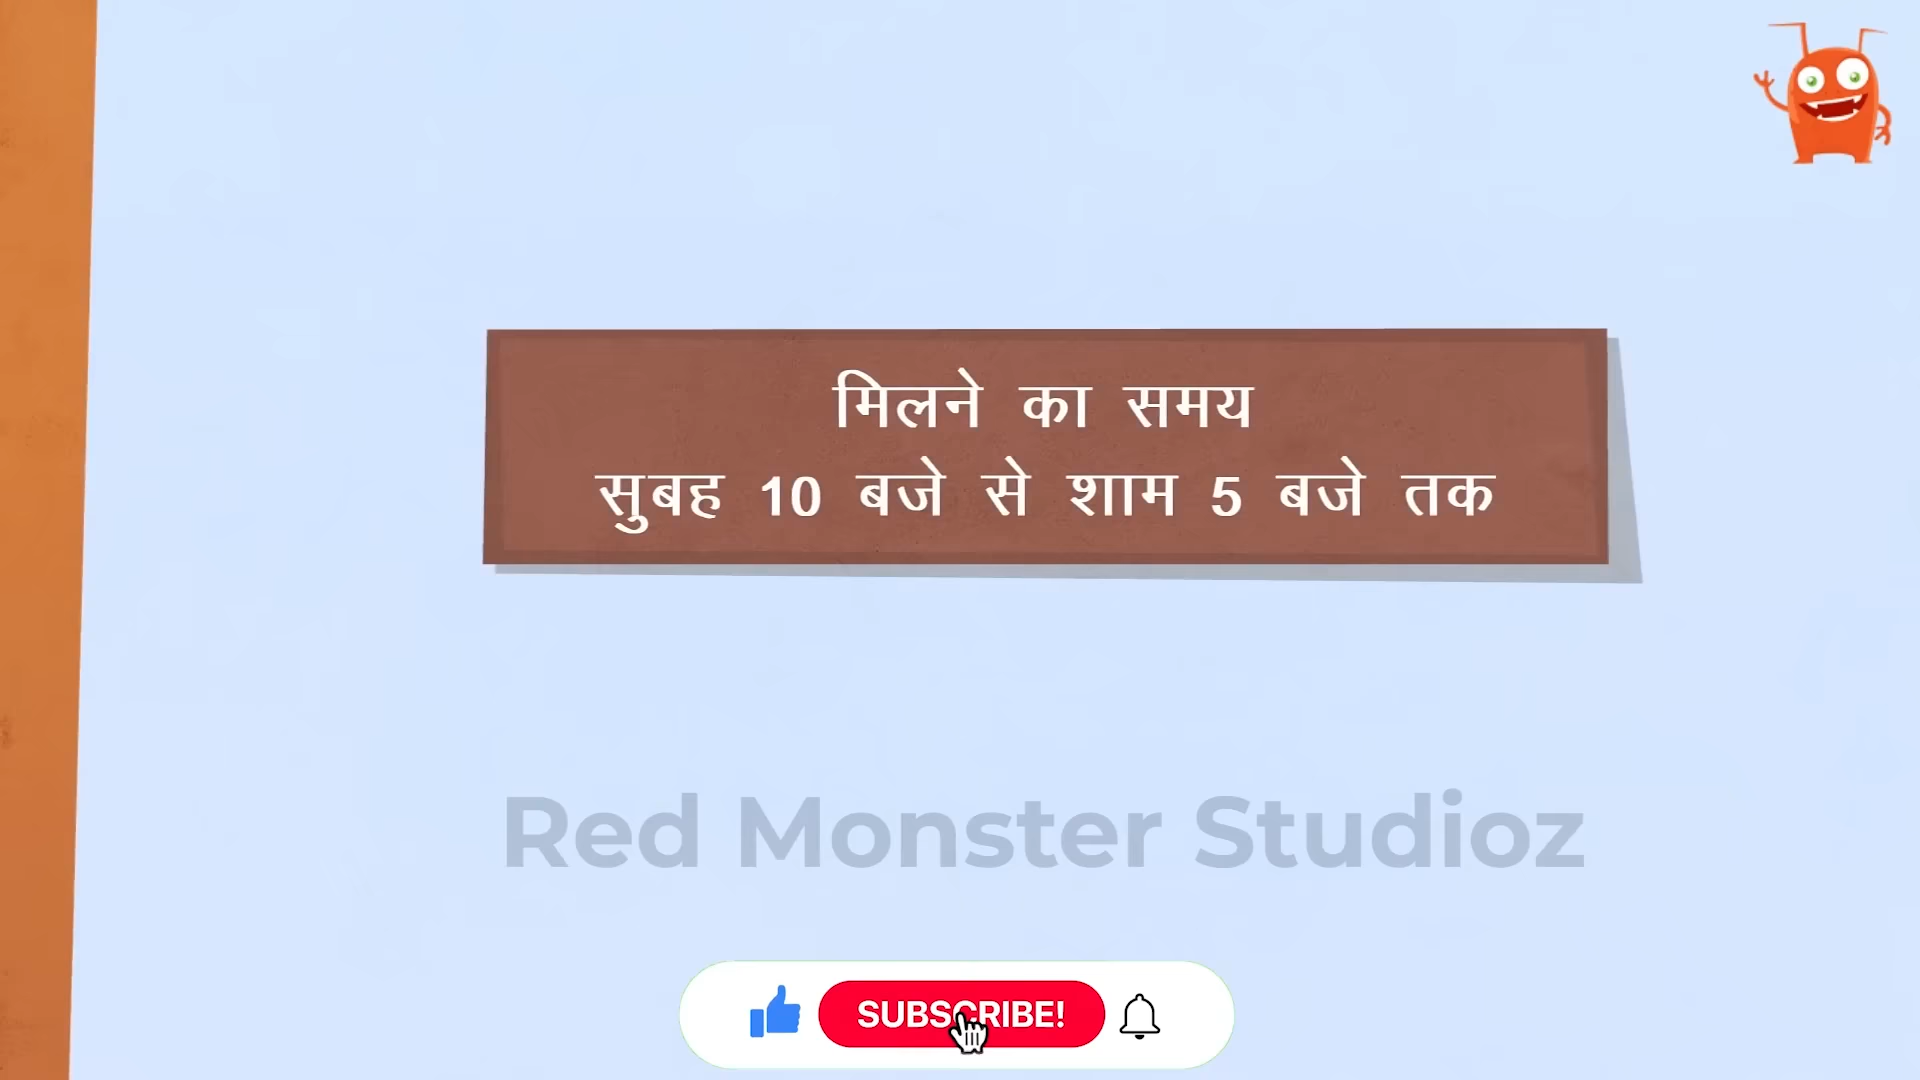 मिलने का समय
सुबह 10 बजे से शाम 5 बजे तक
Red Monster Studioz
SUBSCRIBE!